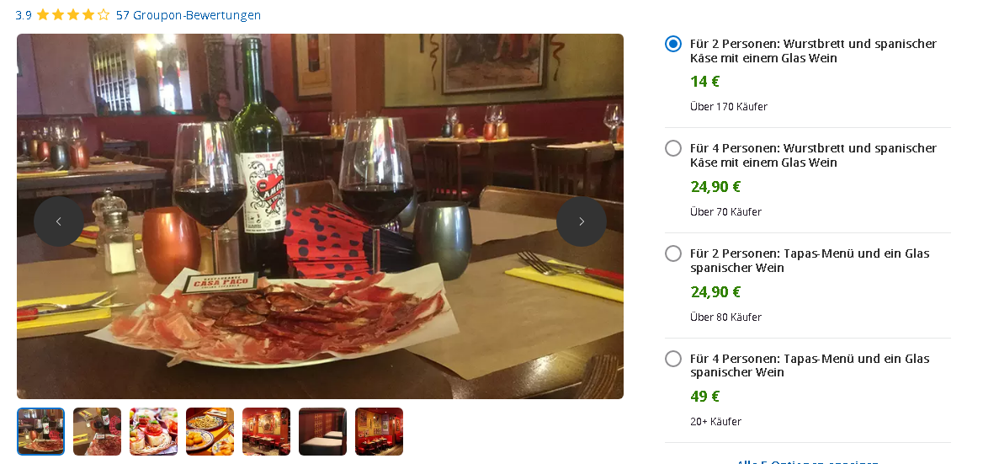 3.9 57 Groupon-Bewertungen
AMOR
RESTAURANTE
CASA PACO
Für 2 Personen: Wurstbrett und spanischer
Käse mit einem Glas Wein
14 €
Über 170 Käufer
Für 4 Personen: Wurstbrett und spanischer
Käse mit einem Glas Wein
24,90 €
Über 70 Käufer
Für 2 Personen: Tapas-Menü und ein Glas
spanischer Wein
24,90 €
Über 80 Käufer
Für 4 Personen: Tapas-Menü und ein Glas
spanischer Wein
49 €
20+ Käufer
Alle 5 Optionen anzeigen